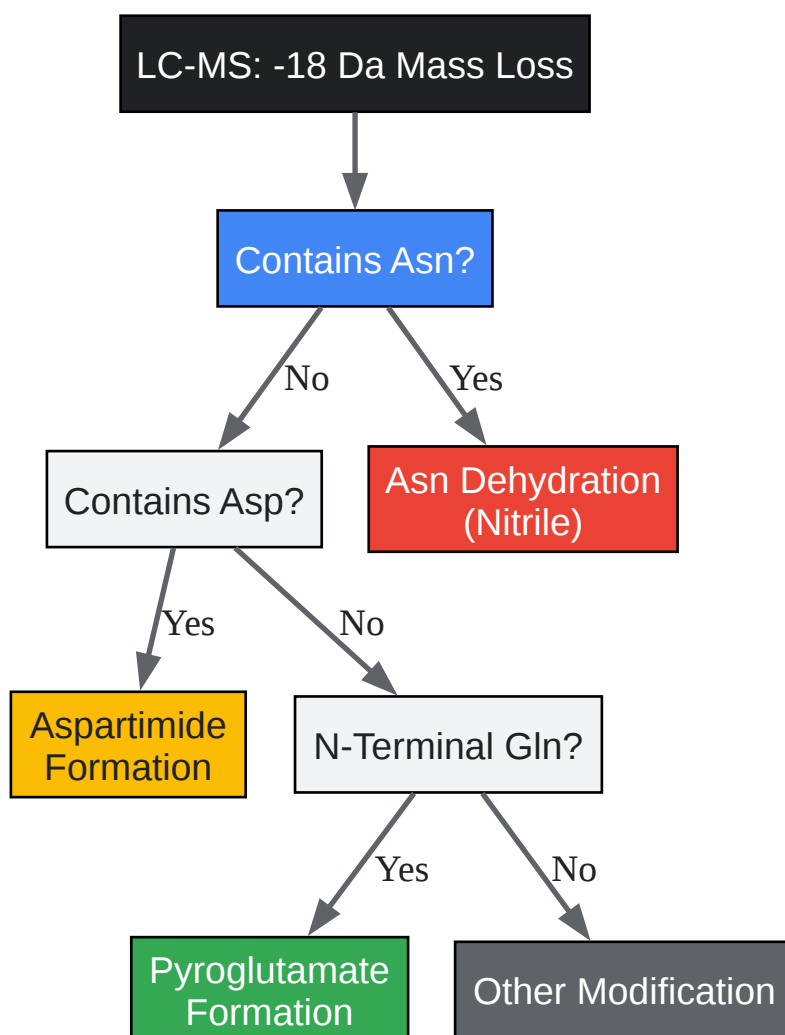 LC-MS: -18 Da Mass Loss
Contains Asn?
No
Yes
Contains Asp?
Asn Dehydration
(Nitrile)
Yes
No
Aspartimide
Formation
N-Terminal Gln?
Yes
No
Pyroglutamate
Formation
Other Modification